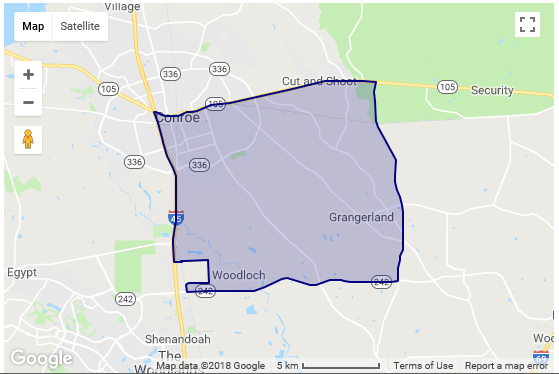 Village
Map Satellite
336
336
105
Cut and Shoot
105
Security
105
Conroe
336
336
Grangerland
45
Egypt
Woodloch
242
242
242
Shenandoah
The
Google
Map data ©2018 Google 5 km Terms of Use Report a map error
69